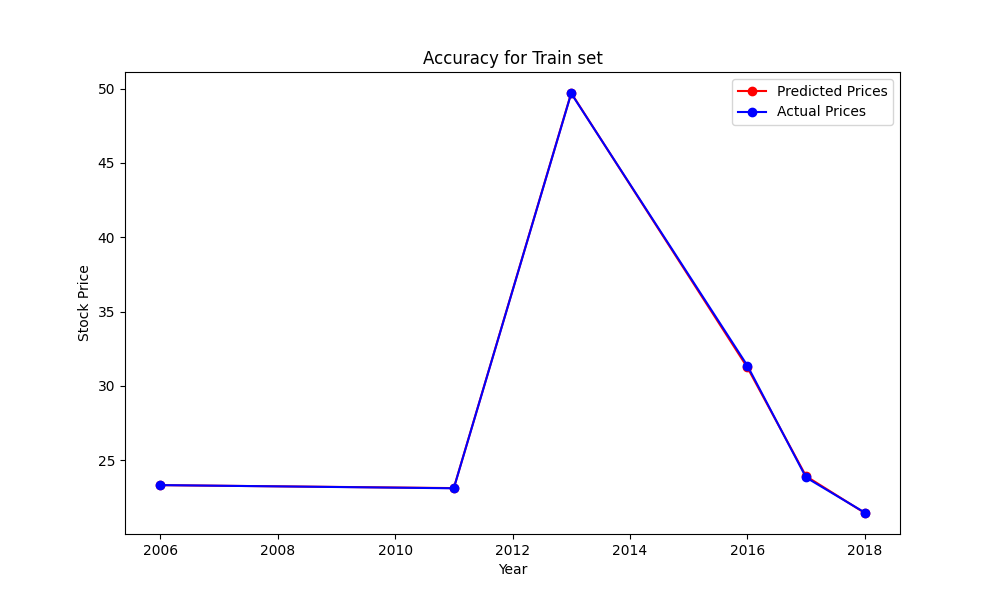 Accuracy for Train set
Predicted Prices
Actual Prices
50
45
40
35
30
25
Stock Price
2006 2008 2010 2012 2014 2016 2018
Year